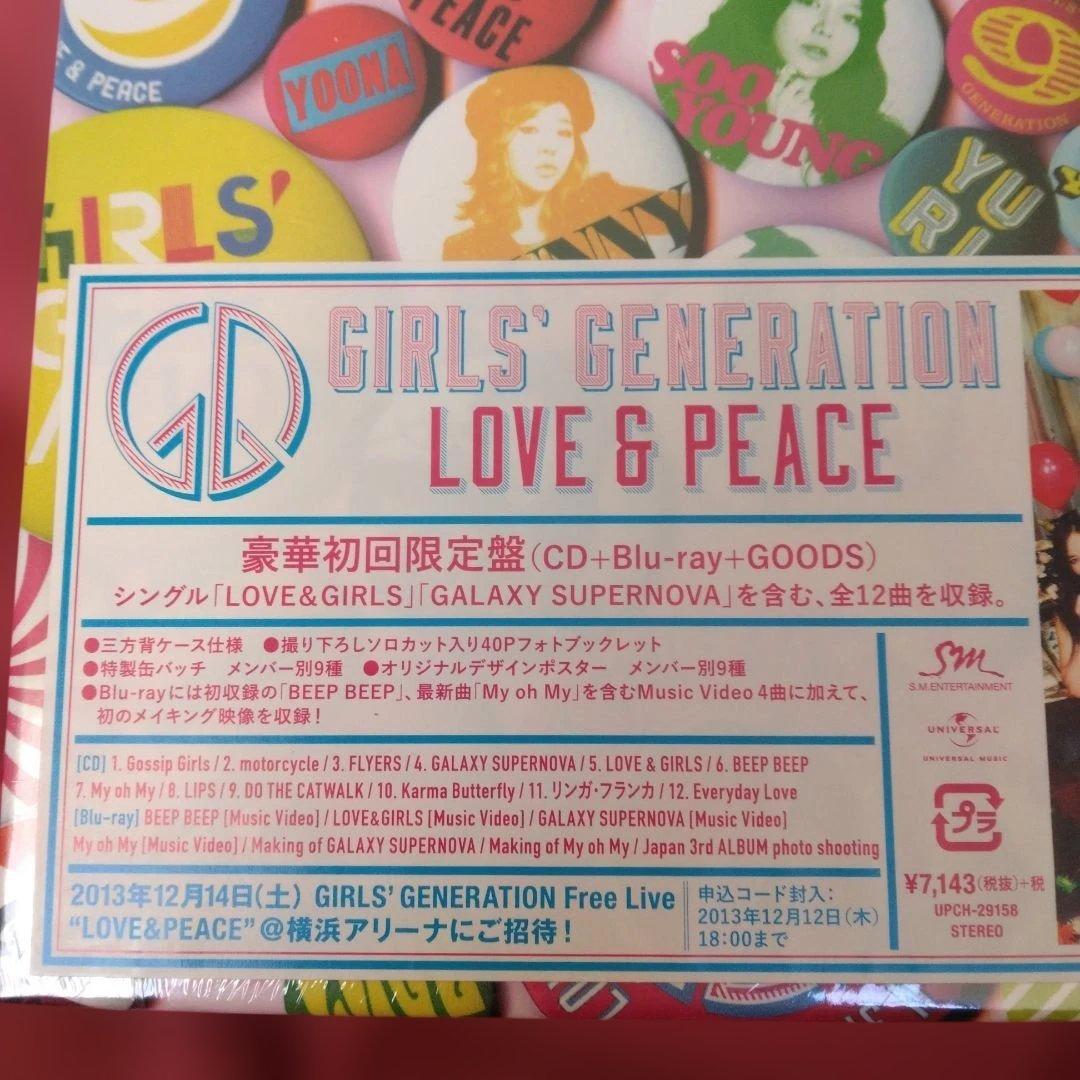 & PEACE
YOONA
PEACE
SOO
YOUNG
9
GENERATION
YU
RI
GIRLS'
GIRLS' GENERATION
LOVE & PEACE
豪華初回限定盤(CD+Blu-ray+GOODS)
シングル「LOVE&GIRLS」「GALAXY SUPERNOVA」を含む、全12曲を収録。
●三方背ケース仕様 ●撮り下ろしソロカット入り40Pフォトブックレット
●特製缶バッチ メンバー別9種 ●オリジナルデザインポスター メンバー別9種
●Blu-rayには初収録の「BEEP BEEP」、最新曲「My oh My」を含むMusic Video 4曲に加えて、
初のメイキング映像を収録!
[CD] 1. Gossip Girls / 2. motorcycle / 3. FLYERS / 4. GALAXY SUPERNOVA / 5. LOVE & GIRLS / 6. BEEP BEEP
7. My oh My / 8. LIPS / 9. DO THE CATWALK / 10. Karma Butterfly / 11. リンガ・フランカ / 12. Everyday Love
[Blu-ray] BEEP BEEP [Music Video] / LOVE&GIRLS [Music Video] / GALAXY SUPERNOVA [Music Video]
My oh My [Music Video] / Making of GALAXY SUPERNOVA / Making of My oh My / Japan 3rd ALBUM photo shooting
2013年12月14日(土) GIRLS' GENERATION Free Live
"LOVE&PEACE"@横浜アリーナにご招待!
申込コード封入:
2013年12月12日(木)
18:00まで
SM
S.M.ENTERTAINMENT
UNIVERSAL
UNIVERSAL MUSIC
プラ
¥7,143(税抜)+税
UPCH-29158
STEREO